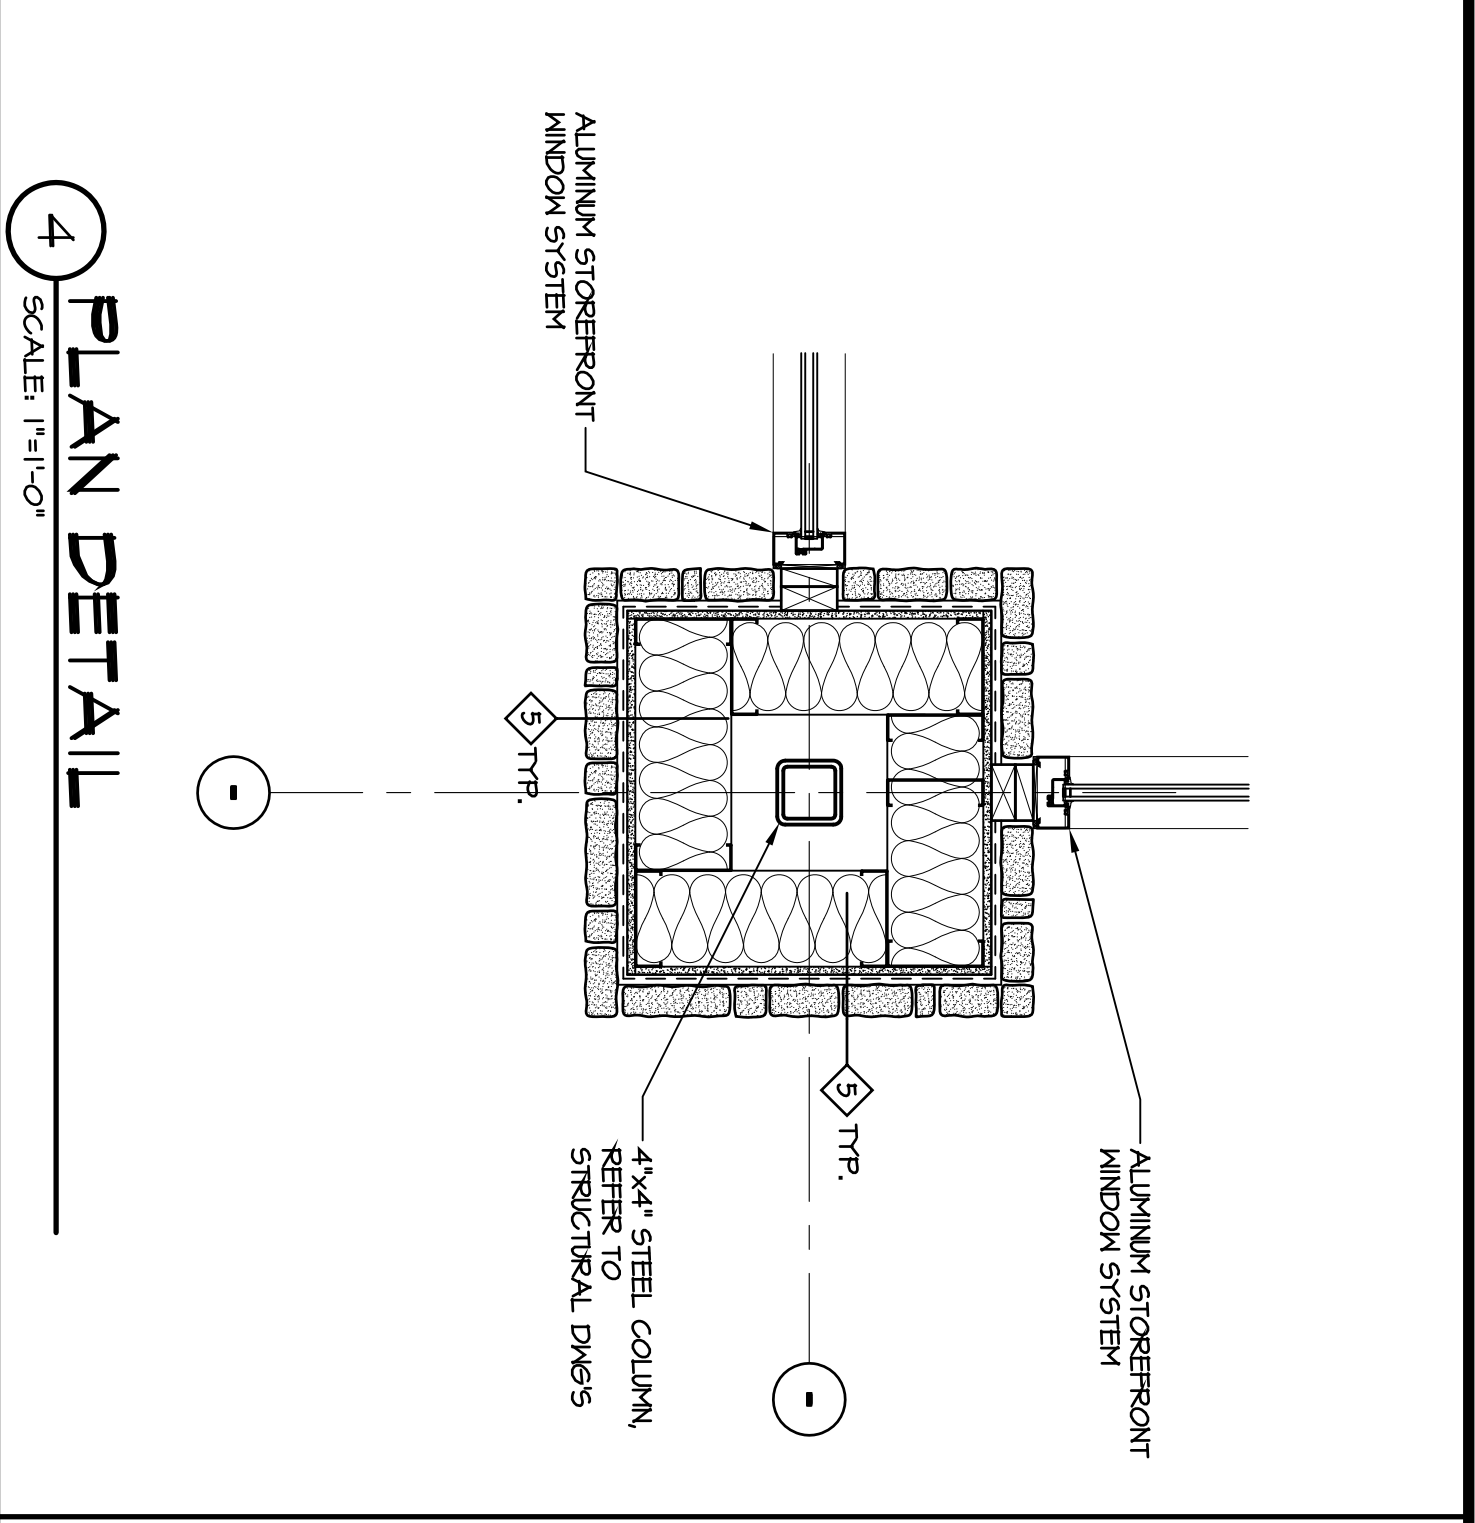 ALUMINUM STOREFRONT
WINDOW SYSTEM
ALUMINUM STOREFRONT
WINDOW SYSTEM
5
TYP.
5
TYP.
4"x4" STEEL COLUMN,
REFER TO
STRUCTURAL DWG'S
-
-
4
PLAN DETAIL
SCALE: 1"=1'-0"